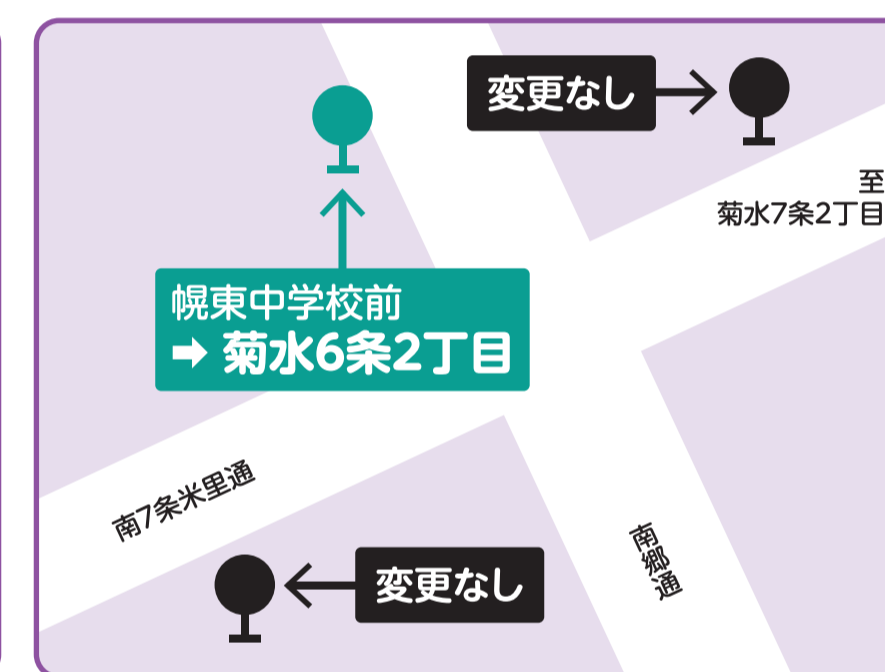 変更なし
至
菊水7条2丁目
幌東中学校前
➡ 菊水6条2丁目
南7条米里通
変更なし
南郷通